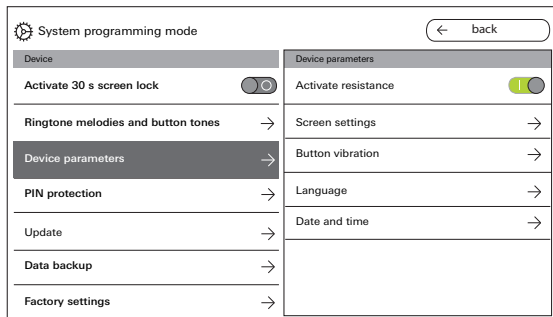 System programming mode
← back
Device
Activate 30 s screen lock
Ringtone melodies and button tones →
Device parameters →
PIN protection →
Update →
Data backup →
Factory settings →
Device parameters
Activate resistance
Screen settings →
Button vibration →
Language →
Date and time →